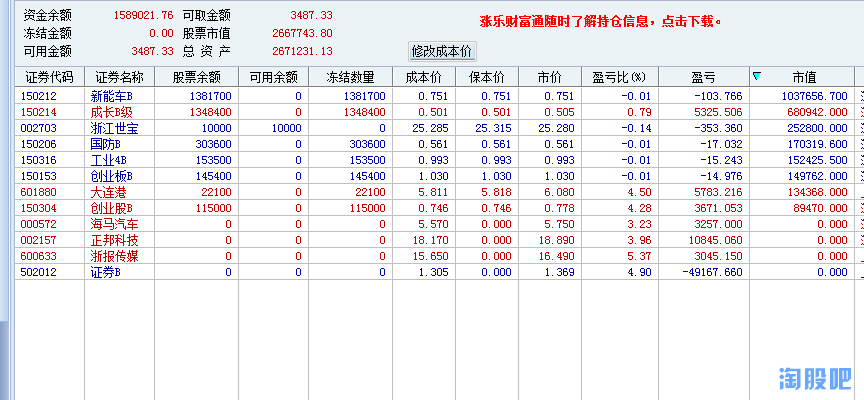 资金余额 1589021.76 可取金额 3487.33
涨乐财富通随时了解持仓信息，点击下载。
冻结金额 0.00 股票市值 2667743.80
可用金额 3487.33 总 资 产 2671231.13 修改成本价
证券代码 证券名称 股票余额 可用余额 冻结数量 成本价 保本价 市价 盈亏比(%) 盈亏 市值
150212 新能车B 1381700 0 1381700 0.751 0.751 0.751 -0.01 -103.766 1037656.700
150214 成长B级 1348400 0 1348400 0.501 0.501 0.505 0.79 5325.506 680942.000
002703 浙江世宝 10000 10000 0 25.285 25.315 25.280 -0.14 -353.360 252800.000
150206 国防B 303600 0 303600 0.561 0.561 0.561 -0.01 -17.032 170319.600
150316 工业4B 153500 0 153500 0.993 0.993 0.993 -0.01 -15.243 152425.500
150153 创业板B 145400 0 145400 1.030 1.030 1.030 -0.01 -14.976 149762.000
601880 大连港 22100 0 22100 5.811 5.818 6.080 4.50 5783.216 134368.000
150304 创业股B 115000 0 115000 0.746 0.746 0.778 4.28 3671.053 89470.000
000572 海马汽车 0 0 0 5.570 0.000 5.750 3.23 3257.000 0.000
002157 正邦科技 0 0 0 18.170 0.000 18.890 3.96 10845.060 0.000
600633 浙报传媒 0 0 0 15.650 0.000 16.490 5.37 3045.150 0.000
502012 证券B 0 0 0 1.305 0.000 1.369 4.90 -49167.660 0.000
淘股吧